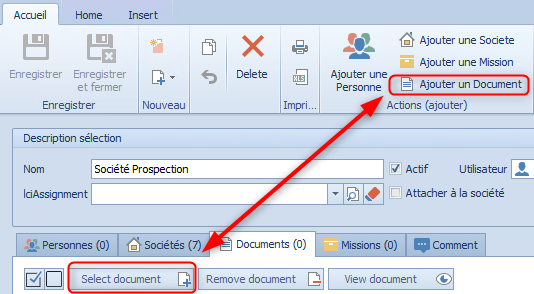 Accueil Home Insert
Enregistrer
Enregistrer et fermer
Enregistrer
Nouveau
Delete
XLS
Impri...
Ajouter une Personne
Ajouter une Societe
Ajouter une Mission
Ajouter un Document
Actions (ajouter)
Description sélection
Nom Société Prospection Actif Utilisateur
lciAssignment Attacher à la société
Personnes (0) Sociétés (7) Documents (0) Missions (0) Comment
Select document Remove document View document